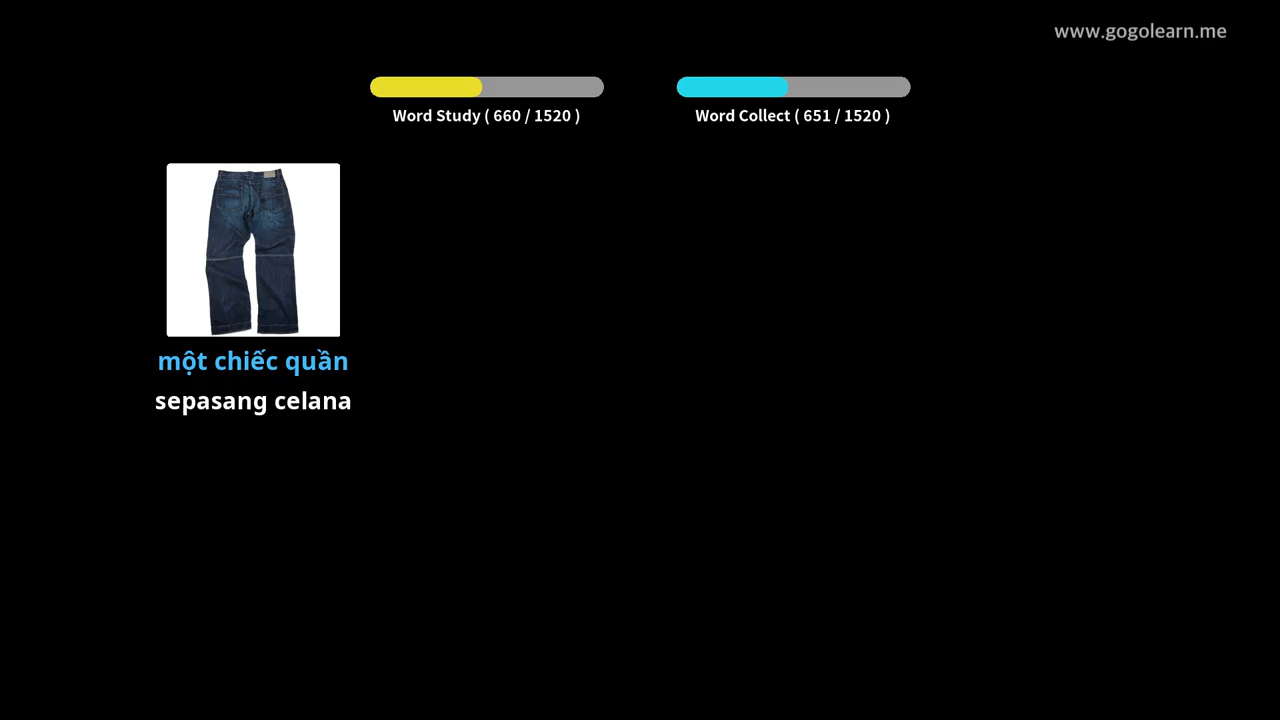 www.gogolearn.me
Word Study ( 660 / 1520 )
Word Collect ( 651 / 1520 )
một chiếc quần
sepasang celana